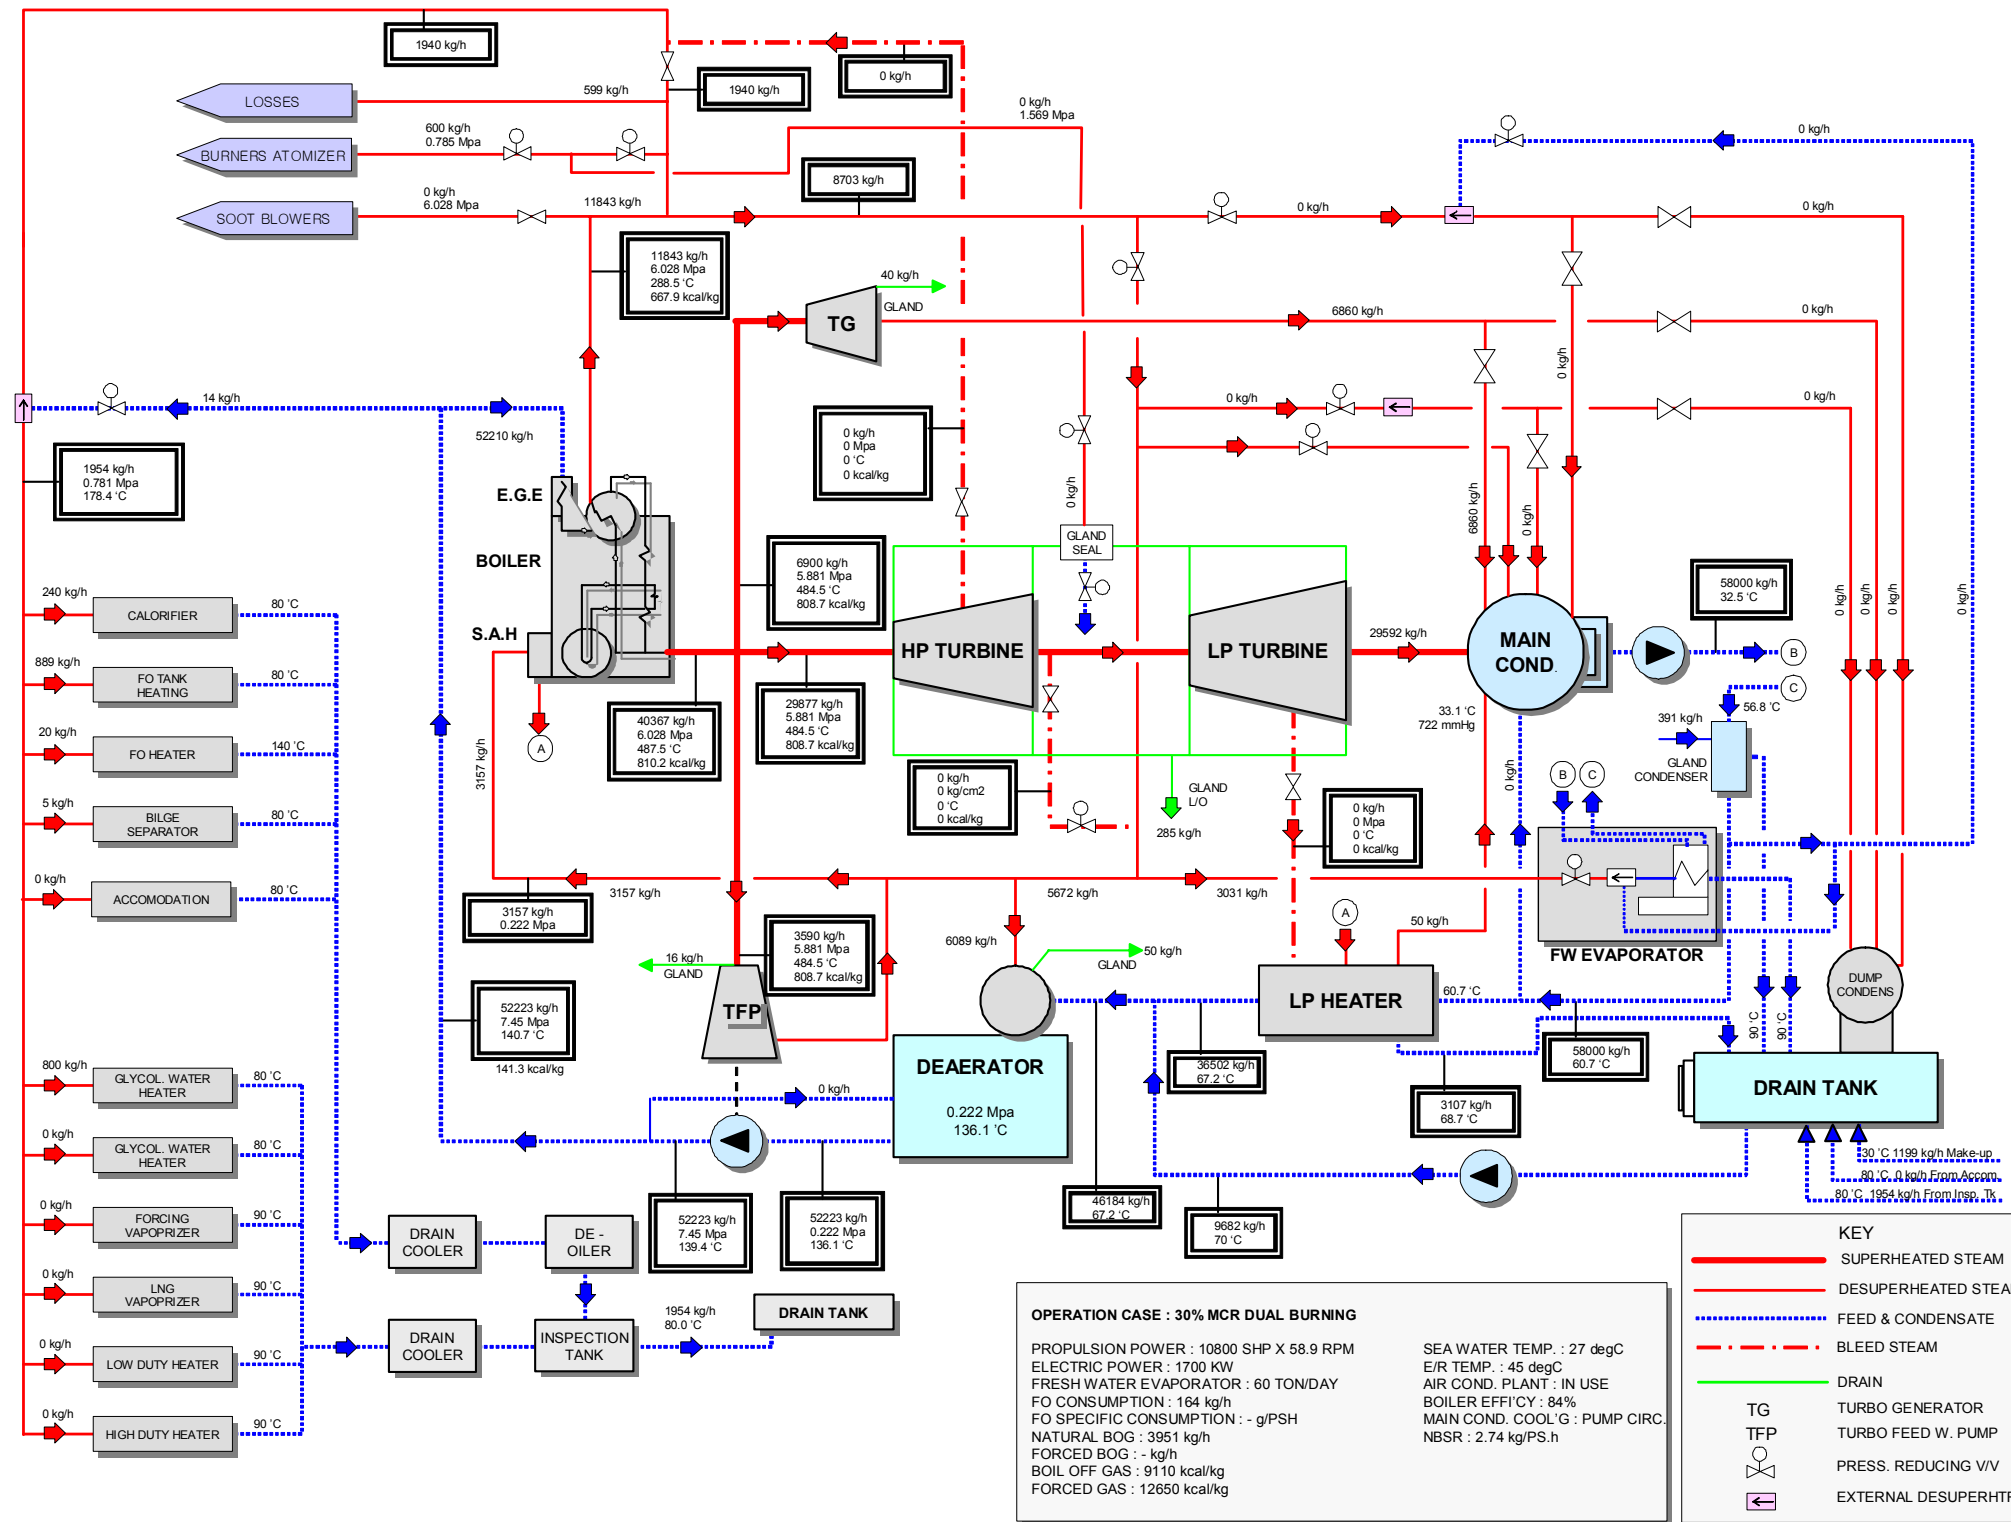 1940 kg/h
0 kg/h
LOSSES
599 kg/h
1940 kg/h
0 kg/h
1.569 Mpa
BURNERS ATOMIZER
600 kg/h
0.785 Mpa
0 kg/h
8703 kg/h
SOOT BLOWERS
0 kg/h
6.028 Mpa
11843 kg/h
0 kg/h
0 kg/h
11843 kg/h
6.028 Mpa
288.5 'C
667.9 kcal/kg
40 kg/h
GLAND
TG
6860 kg/h
0 kg/h
0 kg/h
14 kg/h
52210 kg/h
0 kg/h
0 kg/h
0 kg/h
0 Mpa
0 'C
0 kcal/kg
1954 kg/h
0.781 Mpa
178.4 'C
E.G.E
BOILER
S.A.H
0 kg/h
GLAND
SEAL
6860 kg/h
0 kg/h
6900 kg/h
5.881 Mpa
484.5 'C
808.7 kcal/kg
58000 kg/h
32.5 'C
0 kg/h
0 kg/h
0 kg/h
0 kg/h
240 kg/h
CALORIFIER
80 'C
HP TURBINE
LP TURBINE
29592 kg/h
MAIN
COND.
B
889 kg/h
FO TANK
HEATING
80 'C
C
56.8 'C
40367 kg/h
6.028 Mpa
487.5 'C
810.2 kcal/kg
29877 kg/h
5.881 Mpa
484.5 'C
808.7 kcal/kg
33.1 'C
722 mmHg
391 kg/h
GLAND
CONDENSER
20 kg/h
FO HEATER
140 'C
3157 kg/h
A
0 kg/h
B
C
0 kg/h
0 kg/cm2
0 'C
0 kcal/kg
GLAND
L/O
285 kg/h
0 kg/h
0 Mpa
0 'C
0 kcal/kg
5 kg/h
BILGE
SEPARATOR
80 'C
0 kg/h
ACCOMODATION
80 'C
3157 kg/h
5672 kg/h
3031 kg/h
3157 kg/h
0.222 Mpa
3590 kg/h
5.881 Mpa
484.5 'C
808.7 kcal/kg
6089 kg/h
50 kg/h
GLAND
A
50 kg/h
FW EVAPORATOR
16 kg/h
GLAND
TFP
LP HEATER
60.7 'C
DUMP
CONDENS
52223 kg/h
7.45 Mpa
140.7 'C
141.3 kcal/kg
90 'C
90 'C
DEAERATOR
0.222 Mpa
136.1 'C
36502 kg/h
67.2 'C
58000 kg/h
60.7 'C
3107 kg/h
68.7 'C
DRAIN TANK
800 kg/h
GLYCOL. WATER
HEATER
80 'C
0 kg/h
0 kg/h
GLYCOL. WATER
HEATER
80 'C
30 'C 1199 kg/h Make-up
80 'C. 0 kg/h From Accom.
80 'C 1954 kg/h From Insp. Tk
0 kg/h
FORCING
VAPOPRIZER
90 'C
52223 kg/h
7.45 Mpa
139.4 'C
52223 kg/h
0.222 Mpa
136.1 'C
46184 kg/h
67.2 'C
9682 kg/h
70 'C
DRAIN
COOLER
DE -
OILER
0 kg/h
LNG
VAPOPRIZER
90 'C
DRAIN
COOLER
INSPECTION
TANK
1954 kg/h
80.0 'C
DRAIN TANK
0 kg/h
LOW DUTY HEATER
90 'C
0 kg/h
HIGH DUTY HEATER
90 'C
OPERATION CASE : 30% MCR DUAL BURNING
PROPULSION POWER : 10800 SHP X 58.9 RPM
ELECTRIC POWER : 1700 KW
FRESH WATER EVAPORATOR : 60 TON/DAY
FO CONSUMPTION : 164 kg/h
FO SPECIFIC CONSUMPTION : - g/PSH
NATURAL BOG : 3951 kg/h
FORCED BOG : - kg/h
BOIL OFF GAS : 9110 kcal/kg
FORCED GAS : 12650 kcal/kg
SEA WATER TEMP. : 27 degC
E/R TEMP. : 45 degC
AIR COND. PLANT : IN USE
BOILER EFFI'CY : 84%
MAIN COND. COOL'G : PUMP CIRC.
NBSR : 2.74 kg/PS.h
KEY
SUPERHEATED STEAM
DESUPERHEATED STEA
FEED & CONDENSATE
BLEED STEAM
DRAIN
TG TURBO GENERATOR
TFP TURBO FEED W. PUMP
PRESS. REDUCING V/V
EXTERNAL DESUPERHTR